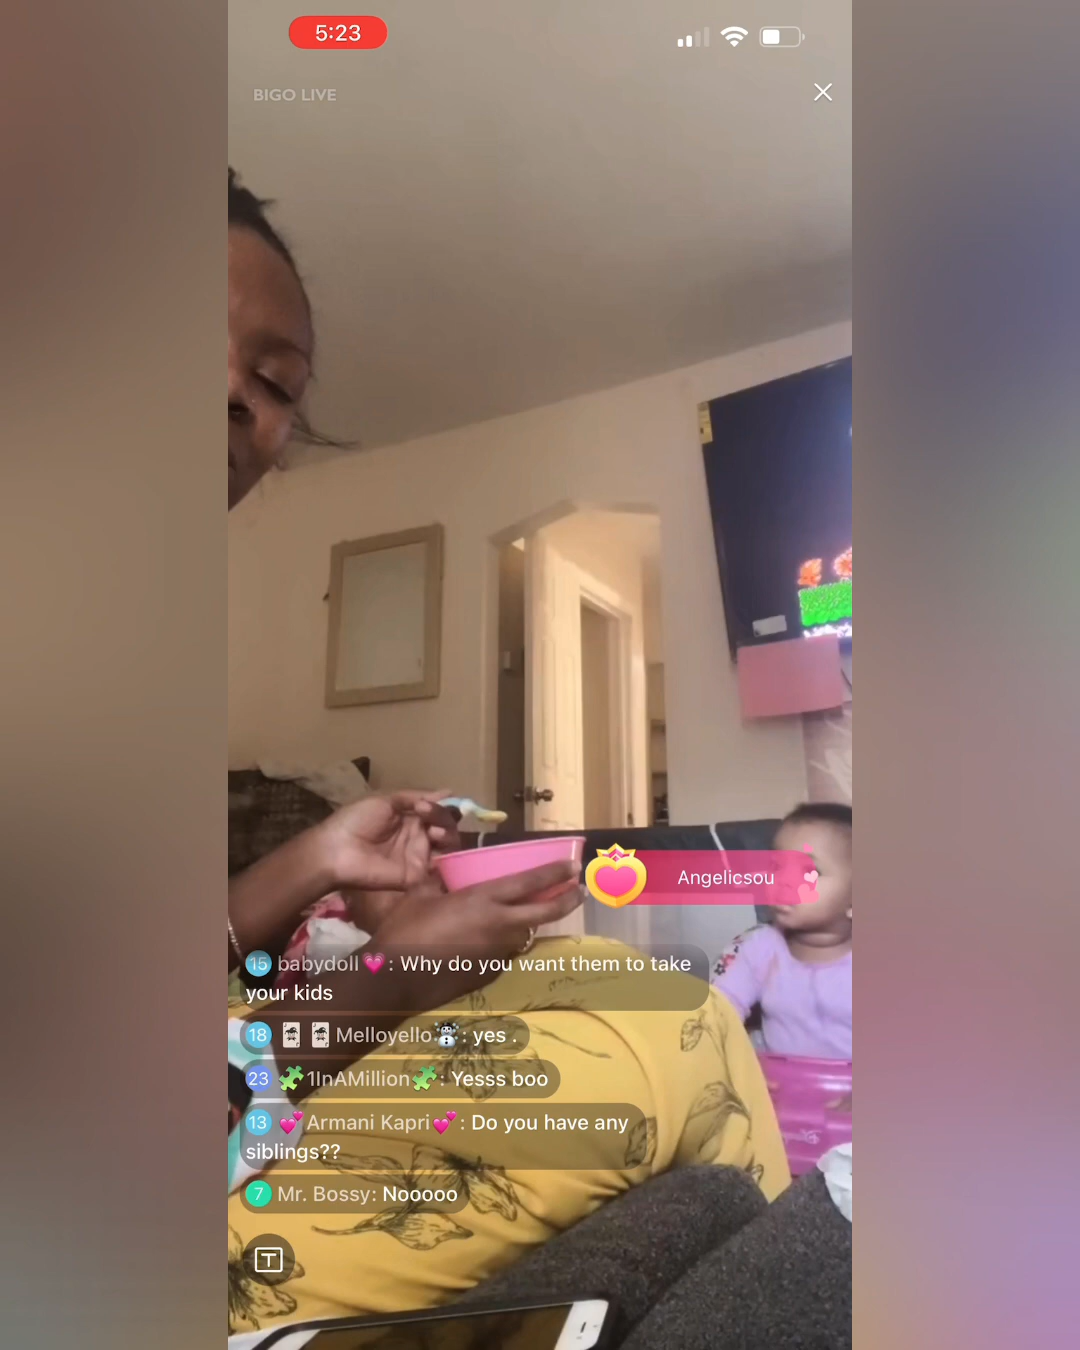 5:23
BIGO LIVE
Angelicsou
15 babydoll💗: Why do you want them to take
your kids
18 🃏 🃏 Melloyello☃️: yes .
23 🧩1InAMillion🧩: Yesss boo
13 💕Armani Kapri💕: Do you have any
siblings??
7 Mr. Bossy: Nooooo
T